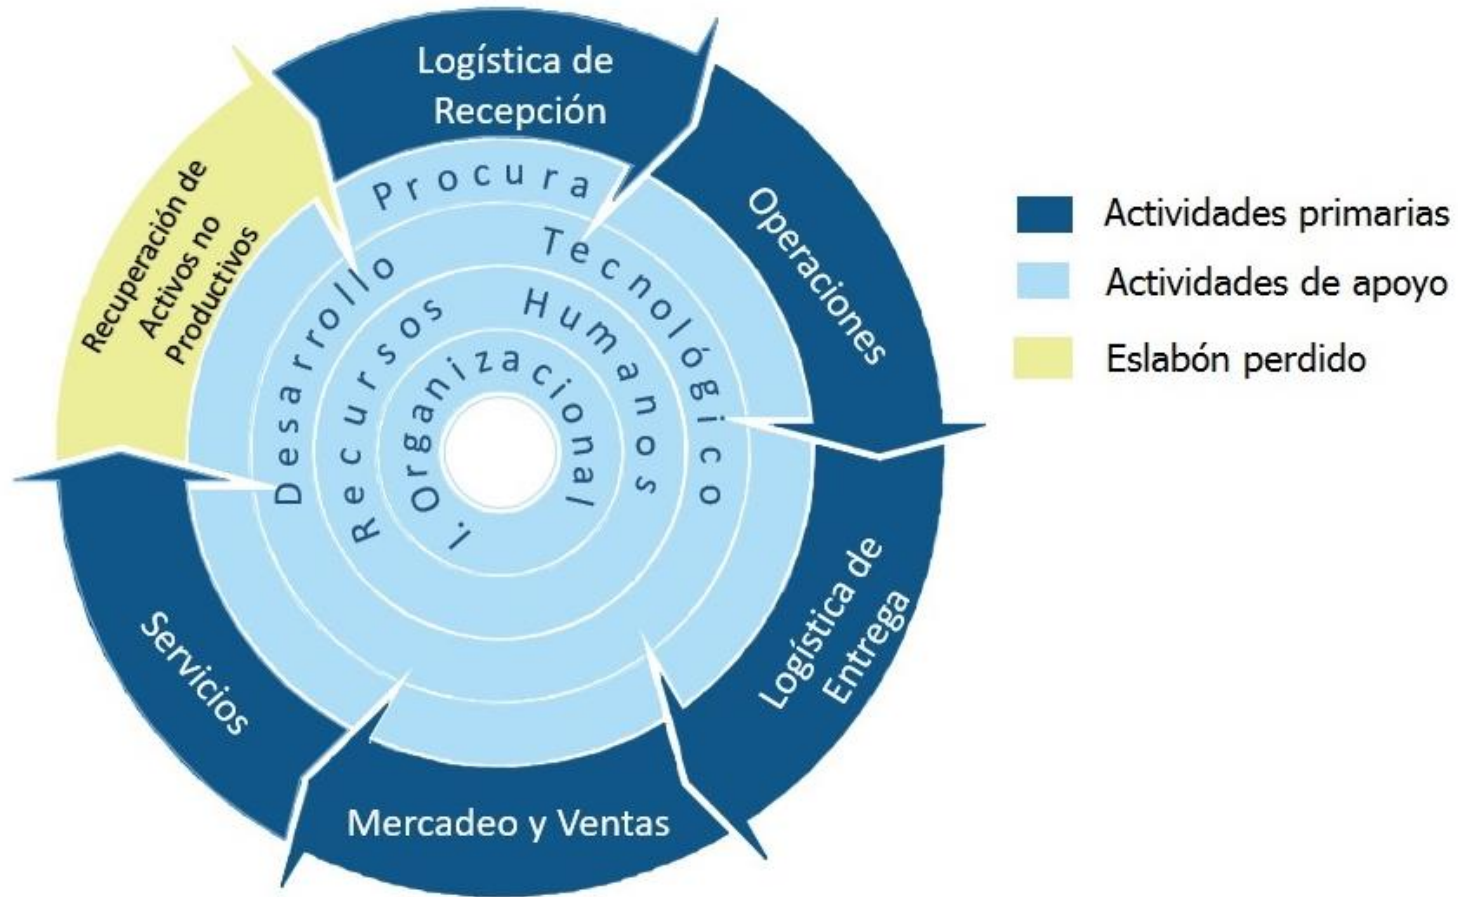 Logística de
Recepción
Operaciones
Logística de
Entrega
Mercadeo y Ventas
Servicios
Recuperación de
Activos no
Productivos
Procura
Desarrollo Tecnológico
Recursos Humanos
I. Organizacional
Actividades primarias
Actividades de apoyo
Eslabón perdido